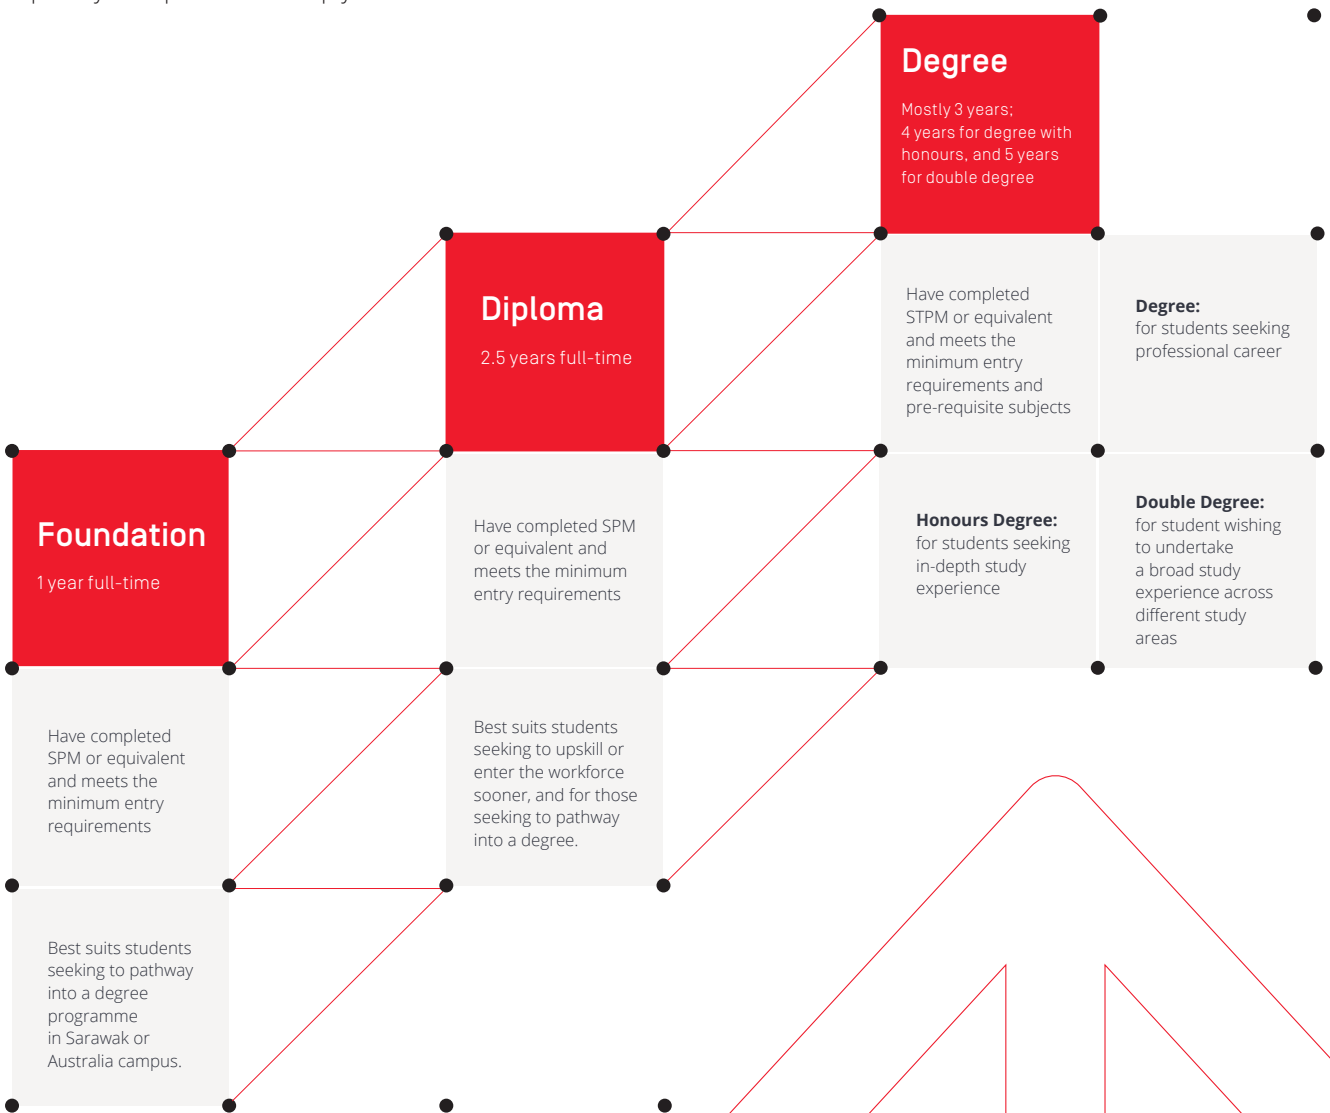 Degree
Mostly 3 years;
4 years for degree with
honours, and 5 years
for double degree
Diploma
2.5 years full-time
Have completed
STPM or equivalent
and meets the
minimum entry
requirements and
pre-requisite subjects
Degree:
for students seeking
professional career
Foundation
1 year full-time
Have completed SPM
or equivalent and
meets the minimum
entry requirements
Honours Degree:
for students seeking
in-depth study
experience
Double Degree:
for student wishing
to undertake
a broad study
experience across
different study
areas
Have completed
SPM or equivalent
and meets the
minimum entry
requirements
Best suits students
seeking to upskill or
enter the workforce
sooner, and for those
seeking to pathway
into a degree.
Best suits students
seeking to pathway
into a degree
programme
in Sarawak or
Australia campus.